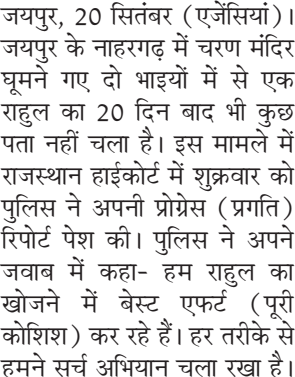 जयपुर, 20 सितंबर (एजेंसियां)।
जयपुर के नाहरगढ़ में चरण मंदिर
घूमने गए दो भाइयों में से एक
राहुल का 20 दिन बाद भी कुछ
पता नहीं चला है। इस मामले में
राजस्थान हाईकोर्ट में शुक्रवार को
पुलिस ने अपनी प्रोग्रेस (प्रगति)
रिपोर्ट पेश की। पुलिस ने अपने
जवाब में कहा- हम राहुल का
खोजने में बेस्ट एफर्ट (पूरी
कोशिश) कर रहे हैं। हर तरीके से
हमने सर्च अभियान चला रखा है।